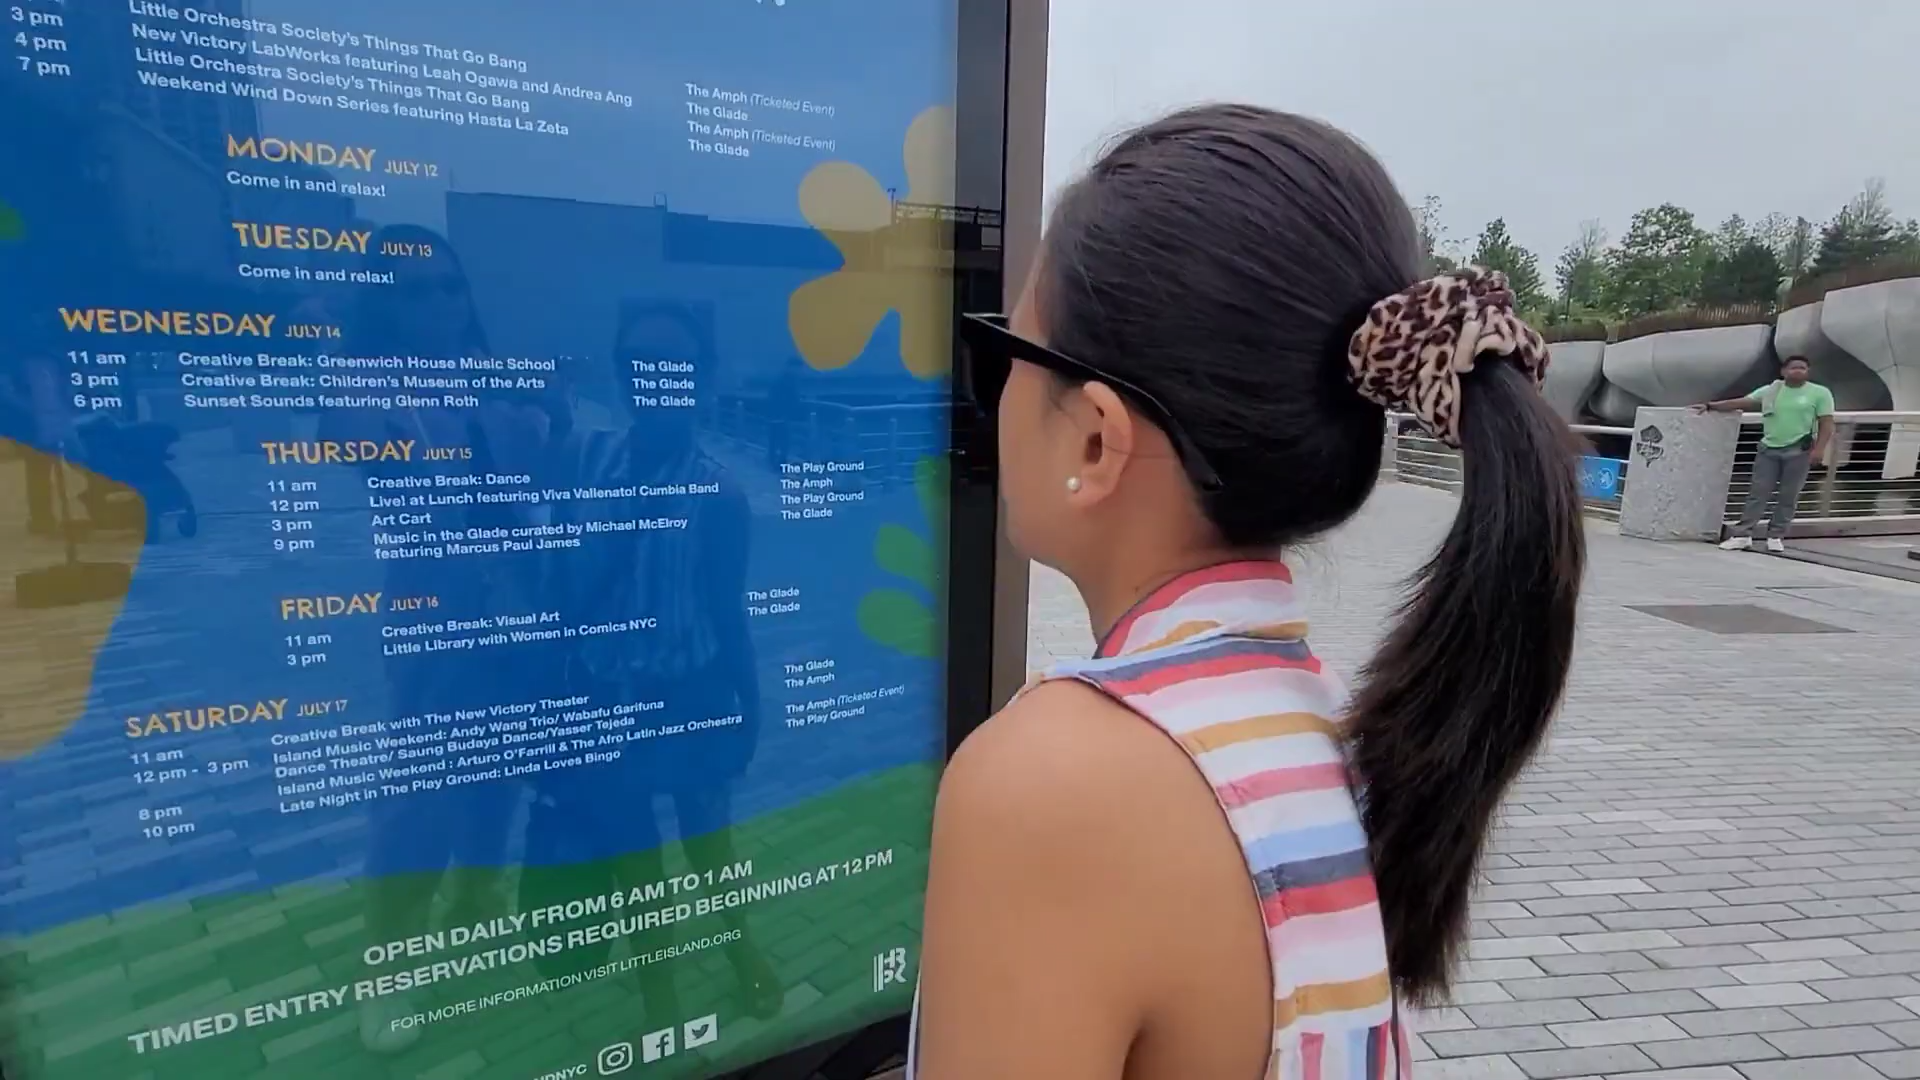 3 pm Little Orchestra Society's Things That Go Bang The Amph (Ticketed Event)
4 pm New Victory LabWorks featuring Leah Ogawa and Andrea Ang The Glade
7 pm Little Orchestra Society's Things That Go Bang The Amph (Ticketed Event)
Weekend Wind Down Series featuring Hasta La Zeta The Glade
MONDAY JULY 12
Come in and relax!
TUESDAY JULY 13
Come in and relax!
WEDNESDAY JULY 14
11 am Creative Break: Greenwich House Music School The Glade
3 pm Creative Break: Children's Museum of the Arts The Glade
6 pm Sunset Sounds featuring Glenn Roth The Glade
THURSDAY JULY 15
11 am Creative Break: Dance The Play Ground
12 pm Live! at Lunch featuring Viva Vallenato! Cumbia Band The Amph
3 pm Art Cart The Play Ground
9 pm Music in the Glade curated by Michael McElroy The Glade
featuring Marcus Paul James
FRIDAY JULY 16
11 am Creative Break: Visual Art The Glade
3 pm Little Library with Women in Comics NYC The Glade
SATURDAY JULY 17
11 am Creative Break with The New Victory Theater The Glade
12 pm - 3 pm Island Music Weekend: Andy Wang Trio/ Wabafu Garifuna The Amph
Dance Theatre/ Saung Budaya Dance/Yasser Tejeda
8 pm Island Music Weekend : Arturo O'Farrill & The Afro Latin Jazz Orchestra The Amph (Ticketed Event)
10 pm Late Night in The Play Ground: Linda Loves Bingo The Play Ground
OPEN DAILY FROM 6 AM TO 1 AM
TIMED ENTRY RESERVATIONS REQUIRED BEGINNING AT 12 PM
FOR MORE INFORMATION VISIT LITTLEISLAND.ORG
HRPK